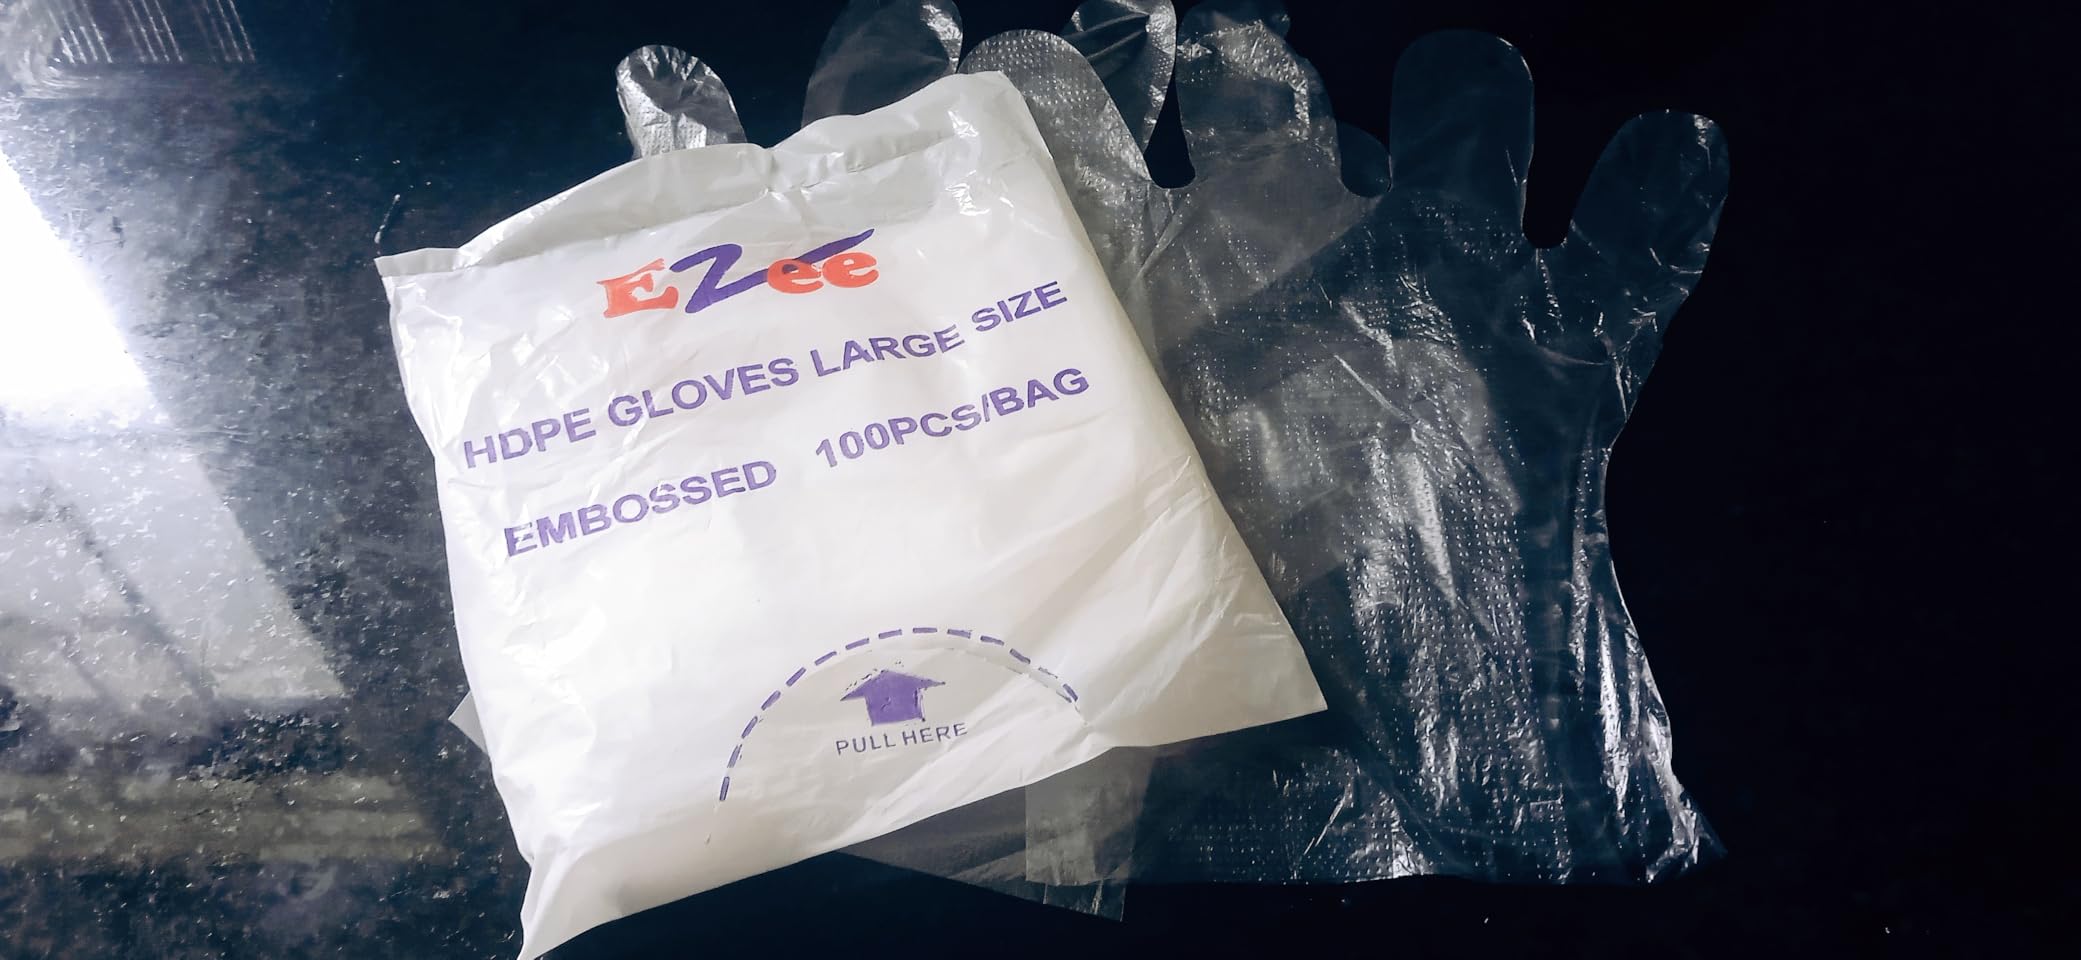 EZee
HDPE GLOVES LARGE SIZE
EMBOSSED 100PCS/BAG
PULL HERE